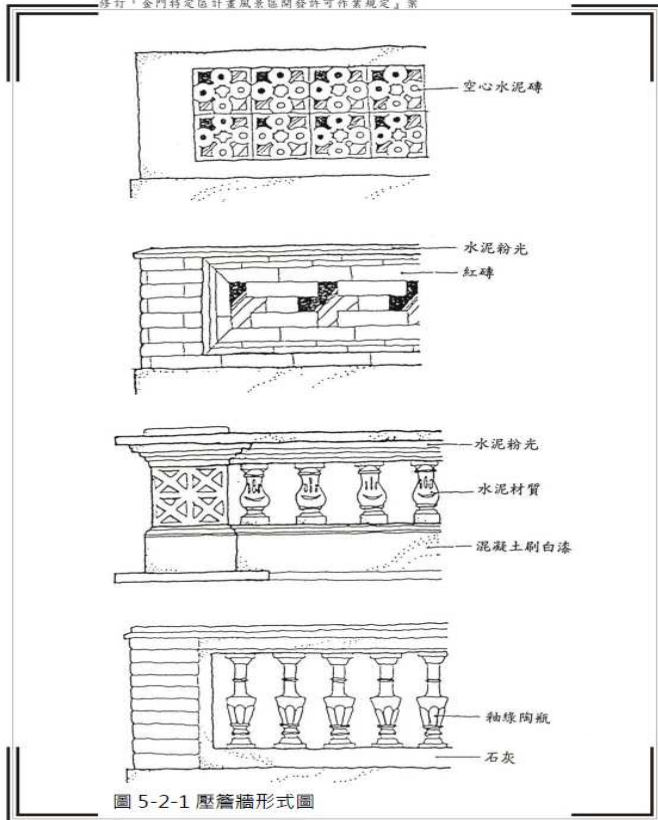 修訂『金門特定區計畫風景區開發許可作業規定』案
空心水泥磚
水泥粉光
紅磚
水泥粉光
水泥材質
混凝土刷白漆
釉綠陶瓶
石灰
圖 5-2-1 壓簷牆形式圖